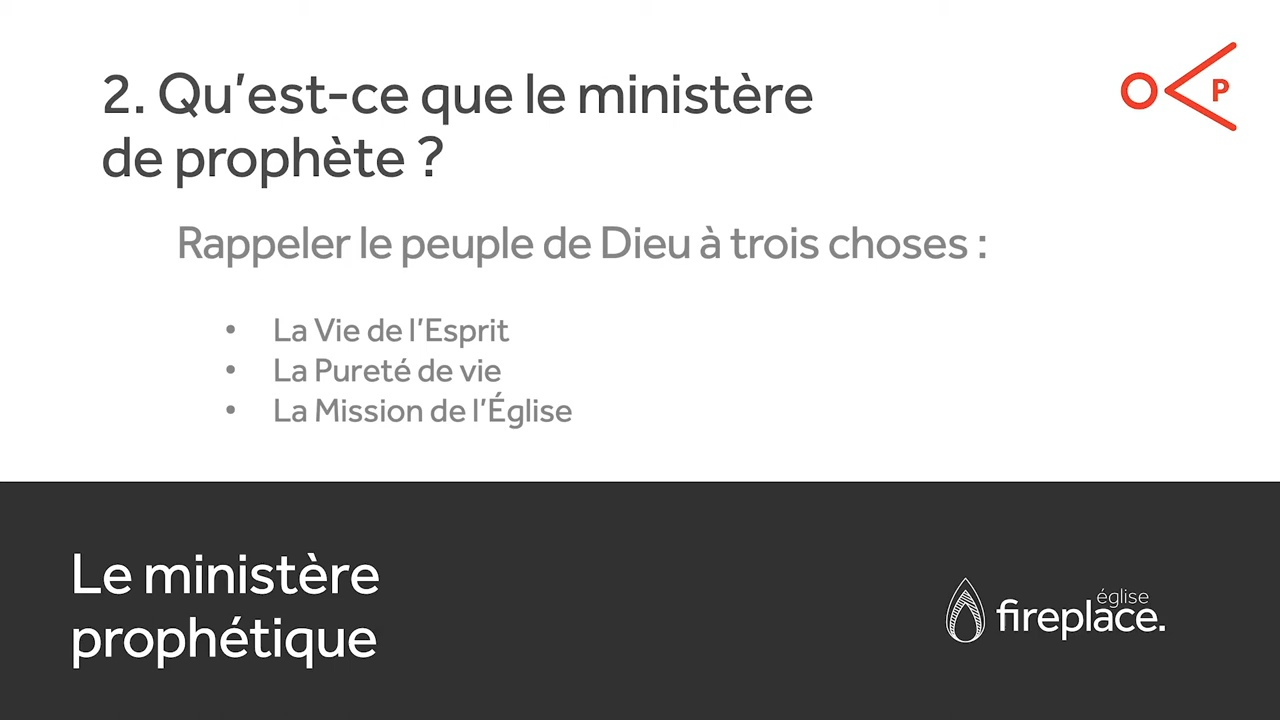 2. Qu’est-ce que le ministère
de prophète ?
O P
Rappeler le peuple de Dieu à trois choses :
• La Vie de l’Esprit
• La Pureté de vie
• La Mission de l’Église
Le ministère
prophétique
église
fireplace.